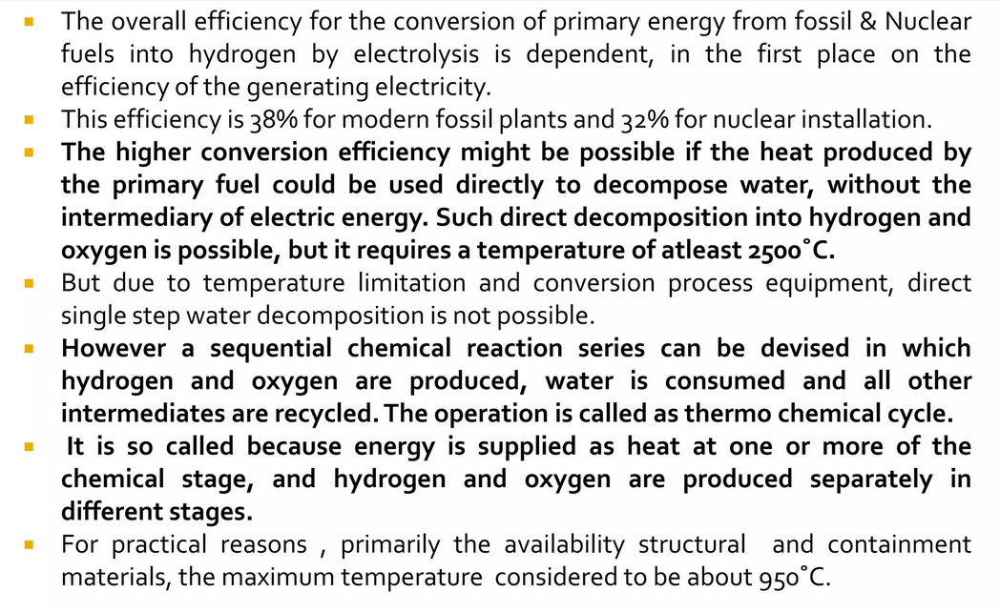 ▪ The overall efficiency for the conversion of primary energy from fossil & Nuclear
fuels into hydrogen by electrolysis is dependent, in the first place on the
efficiency of the generating electricity.
▪ This efficiency is 38% for modern fossil plants and 32% for nuclear installation.
▪ The higher conversion efficiency might be possible if the heat produced by
the primary fuel could be used directly to decompose water, without the
intermediary of electric energy. Such direct decomposition into hydrogen and
oxygen is possible, but it requires a temperature of atleast 2500˚C.
▪ But due to temperature limitation and conversion process equipment, direct
single step water decomposition is not possible.
▪ However a sequential chemical reaction series can be devised in which
hydrogen and oxygen are produced, water is consumed and all other
intermediates are recycled. The operation is called as thermo chemical cycle.
▪ It is so called because energy is supplied as heat at one or more of the
chemical stage, and hydrogen and oxygen are produced separately in
different stages.
▪ For practical reasons , primarily the availability structural and containment
materials, the maximum temperature considered to be about 950˚C.